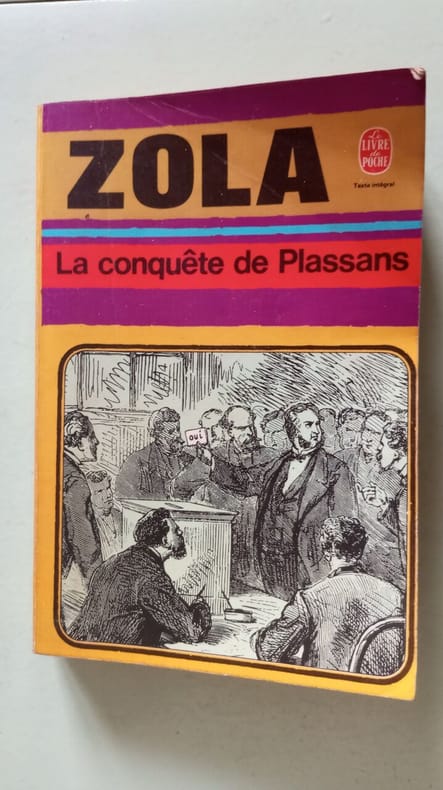 ZOLA
Le
LIVRE
de
POCHE
Texte intégral
La conquête de Plassans
OUI